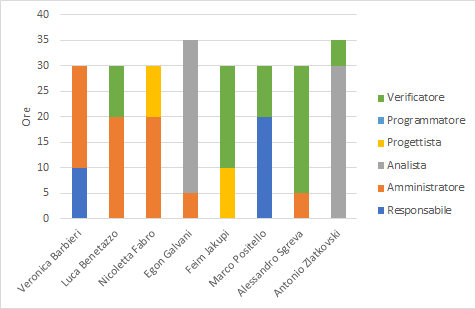 40
35
30
25
20
15
10
5
0
Ore
Veronica Barbieri
Luca Benetazzo
Nicoletta Fabro
Egon Galvani
Feim Jakupi
Marco Positello
Alessandro Sgreva
Antonio Zlatkovski
Verificatore
Programmatore
Progettista
Analista
Amministratore
Responsabile